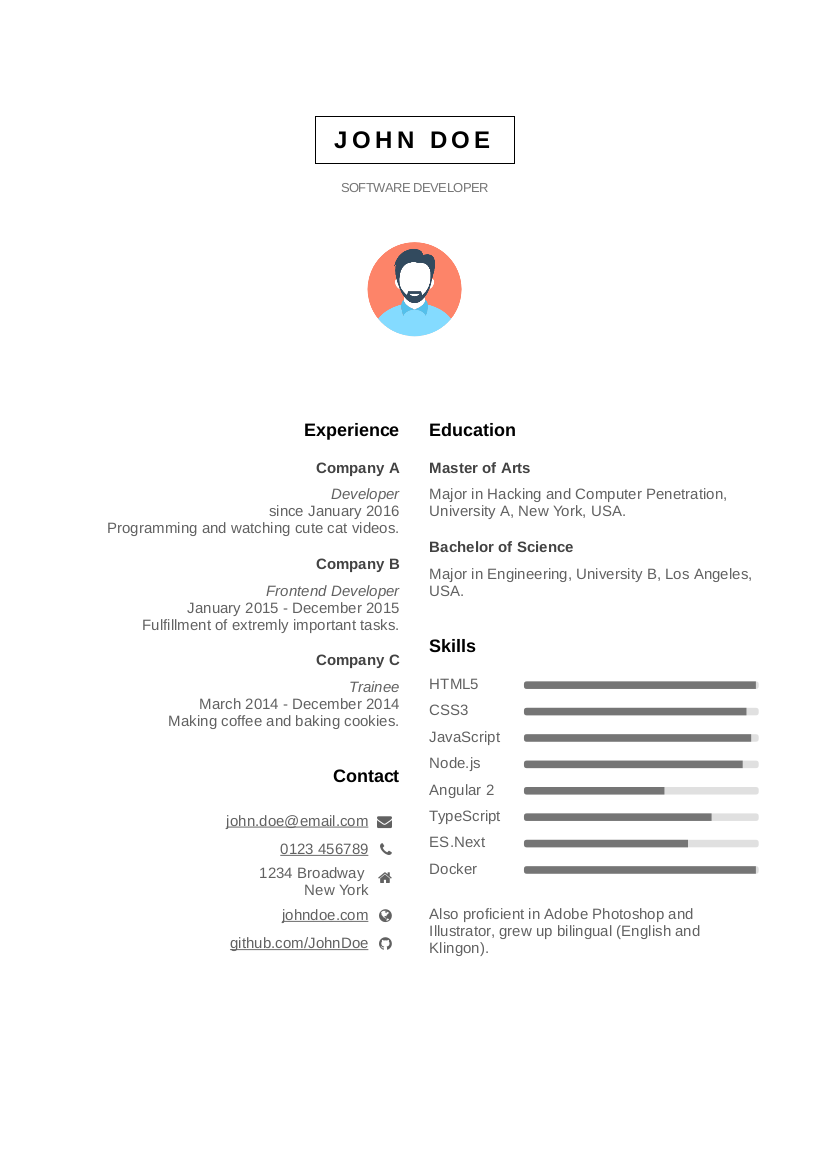 JOHN DOE
SOFTWARE DEVELOPER
Experience
Company A
Developer
since January 2016
Programming and watching cute cat videos.
Company B
Frontend Developer
January 2015 - December 2015
Fulfillment of extremly important tasks.
Company C
Trainee
March 2014 - December 2014
Making coffee and baking cookies.
Contact
john.doe@email.com
0123 456789
1234 Broadway
New York
johndoe.com
github.com/JohnDoe
Education
Master of Arts
Major in Hacking and Computer Penetration,
University A, New York, USA.
Bachelor of Science
Major in Engineering, University B, Los Angeles,
USA.
Skills
HTML5
CSS3
JavaScript
Node.js
Angular 2
TypeScript
ES.Next
Docker
Also proficient in Adobe Photoshop and
Illustrator, grew up bilingual (English and
Klingon).